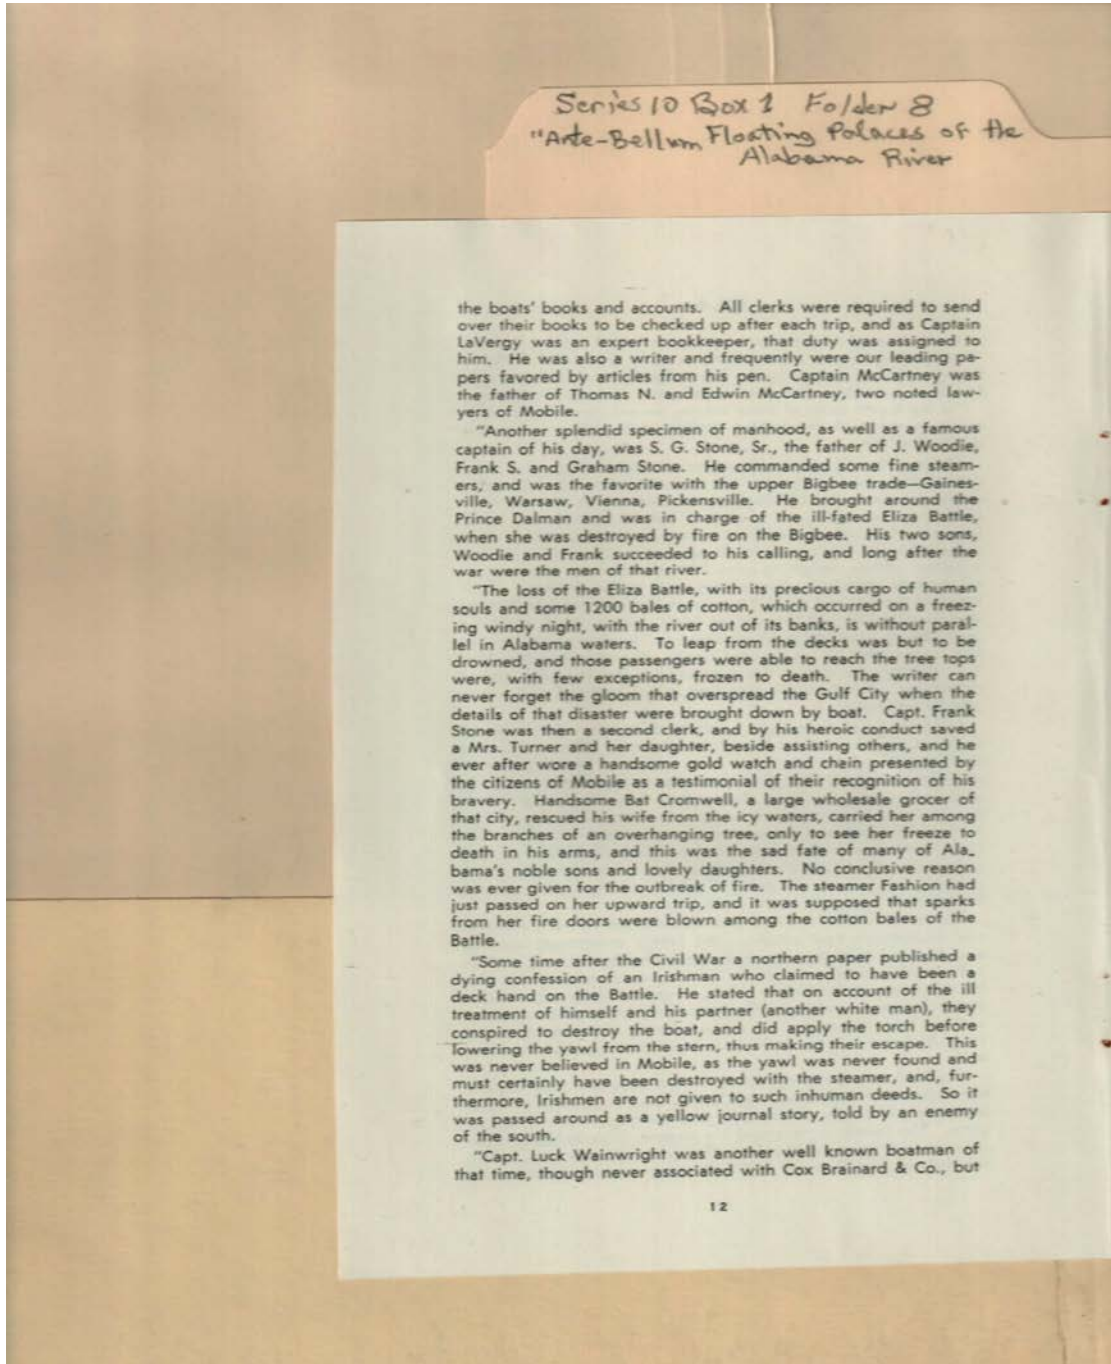 Series 10 Box 1 Folder 8
"Ante-Bellum Floating Palaces of the
Alabama River
the boats' books and accounts. All clerks were required to send
over their books to be checked up after each trip, and as Captain
LaVergy was an expert bookkeeper, that duty was assigned to
him. He was also a writer and frequently were our leading pa-
pers favored by articles from his pen. Captain McCartney was
the father of Thomas N. and Edwin McCartney, two noted law-
yers of Mobile.
"Another splendid specimen of manhood, as well as a famous
captain of his day, was S. G. Stone, Sr., the father of J. Woodie,
Frank S. and Graham Stone. He commanded some fine steam-
ers, and was the favorite with the upper Bigbee trade—Gaines-
ville, Warsaw, Vienna, Pickensville. He brought around the
Prince Dalman and was in charge of the ill-fated Eliza Battle,
when she was destroyed by fire on the Bigbee. His two sons,
Woodie and Frank succeeded to his calling, and long after the
war were the men of that river.
"The loss of the Eliza Battle, with its precious cargo of human
souls and some 1200 bales of cotton, which occurred on a freez-
ing windy night, with the river out of its banks, is without paral-
lel in Alabama waters. To leap from the decks was but to be
drowned, and those passengers were able to reach the tree tops
were, with few exceptions, frozen to death. The writer can
never forget the gloom that overspread the Gulf City when the
details of that disaster were brought down by boat. Capt. Frank
Stone was then a second clerk, and by his heroic conduct saved
a Mrs. Turner and her daughter, beside assisting others, and he
ever after wore a handsome gold watch and chain presented by
the citizens of Mobile as a testimonial of their recognition of his
bravery. Handsome Bat Cromwell, a large wholesale grocer of
that city, rescued his wife from the icy waters, carried her among
the branches of an overhanging tree, only to see her freeze to
death in his arms, and this was the sad fate of many of Ala-
bama's noble sons and lovely daughters. No conclusive reason
was ever given for the outbreak of fire. The steamer Fashion had
just passed on her upward trip, and it was supposed that sparks
from her fire doors were blown among the cotton bales of the
Battle.
"Some time after the Civil War a northern paper published a
dying confession of an Irishman who claimed to have been a
deck hand on the Battle. He stated that on account of the ill
treatment of himself and his partner (another white man), they
conspired to destroy the boat, and did apply the torch before
lowering the yawl from the stern, thus making their escape. This
was never believed in Mobile, as the yawl was never found and
must certainly have been destroyed with the steamer, and, fur-
thermore, Irishmen are not given to such inhuman deeds. So it
was passed around as a yellow journal story, told by an enemy
of the south.
"Capt. Luck Wainwright was another well known boatman of
that time, though never associated with Cox Brainard & Co., but
12